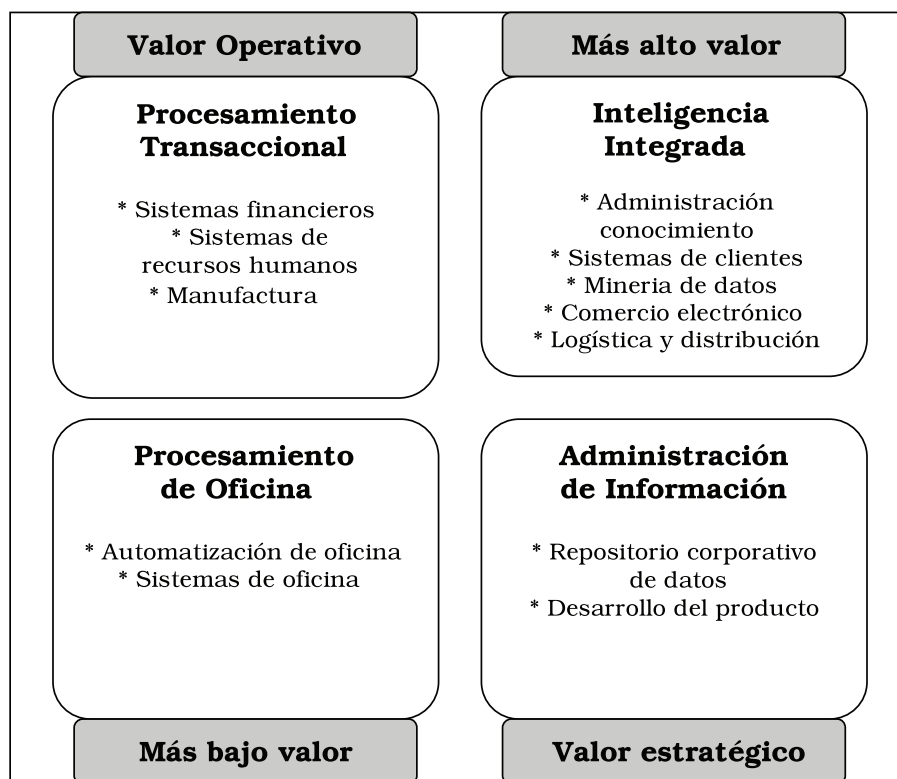 Valor Operativo
Procesamiento
Transaccional
* Sistemas financieros
* Sistemas de
recursos humanos
* Manufactura
Más alto valor
Inteligencia
Integrada
* Administración
conocimiento
* Sistemas de clientes
* Mineria de datos
* Comercio electrónico
* Logística y distribución
Procesamiento
de Oficina
* Automatización de oficina
* Sistemas de oficina
Más bajo valor
Administración
de Información
* Repositorio corporativo
de datos
* Desarrollo del producto
Valor estratégico